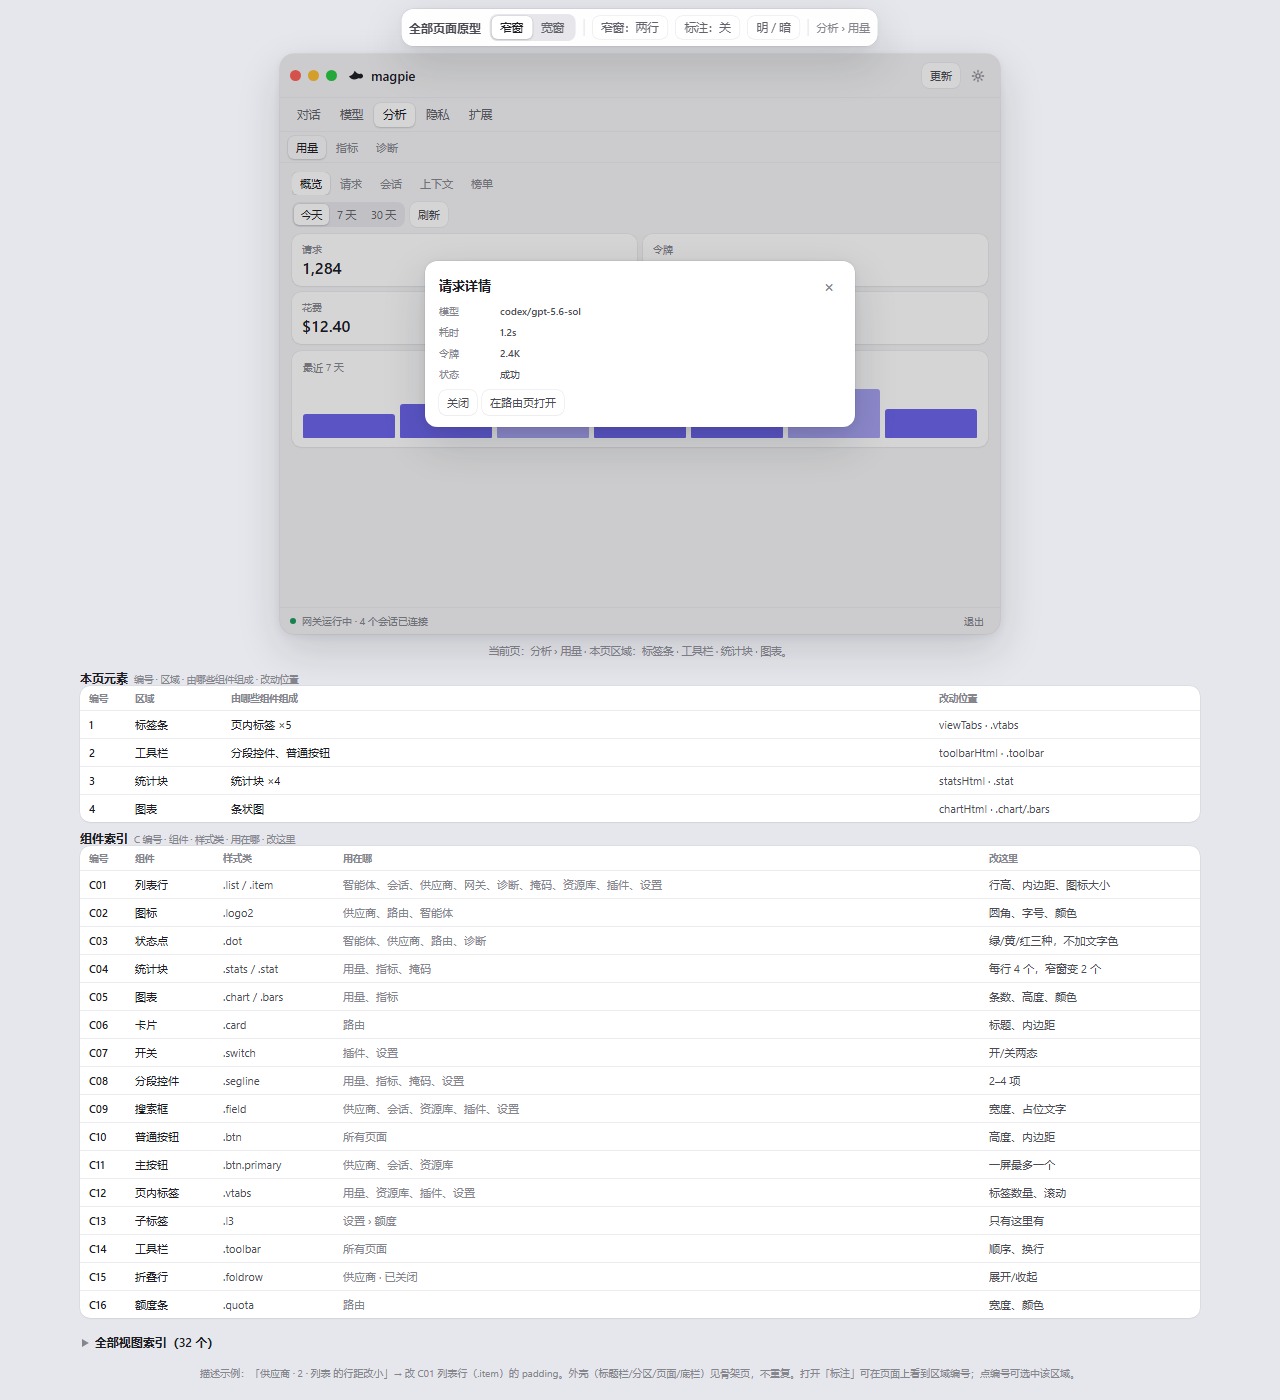 全部页面原型 窄窗 宽窗 窄窗：两行 标注：关 明 / 暗 分析 › 用量
magpie 更新
对话 模型 分析 隐私 扩展
用量 指标 诊断
概览 请求 会话 上下文 榜单
今天 7 天 30 天 刷新
请求
1,284
令牌
花费
$12.40
最近 7 天
请求详情 ×
模型 codex/gpt-5.6-sol
耗时 1.2s
令牌 2.4K
状态 成功
关闭 在路由页打开
网关运行中 · 4 个会话已连接 退出
当前页：分析 › 用量 · 本页区域：标签条 · 工具栏 · 统计块 · 图表。
本页元素 编号 · 区域 · 由哪些组件组成 · 改动位置
编号 区域 由哪些组件组成 改动位置
1 标签条 页内标签 ×5 viewTabs · .vtabs
2 工具栏 分段控件、普通按钮 toolbarHtml · .toolbar
3 统计块 统计块 ×4 statsHtml · .stat
4 图表 条状图 chartHtml · .chart/.bars
组件索引 C 编号 · 组件 · 样式类 · 用在哪 · 改这里
编号 组件 样式类 用在哪 改这里
C01 列表行 .list / .item 智能体、会话、供应商、网关、诊断、掩码、资源库、插件、设置 行高、内边距、图标大小
C02 图标 .logo2 供应商、路由、智能体 圆角、字号、颜色
C03 状态点 .dot 智能体、供应商、路由、诊断 绿/黄/红三种，不加文字色
C04 统计块 .stats / .stat 用量、指标、掩码 每行 4 个，窄窗变 2 个
C05 图表 .chart / .bars 用量、指标 条数、高度、颜色
C06 卡片 .card 路由 标题、内边距
C07 开关 .switch 插件、设置 开/关两态
C08 分段控件 .segline 用量、指标、掩码、设置 2–4 项
C09 搜索框 .field 供应商、会话、资源库、插件、设置 宽度、占位文字
C10 普通按钮 .btn 所有页面 高度、内边距
C11 主按钮 .btn.primary 供应商、会话、资源库 一屏最多一个
C12 页内标签 .vtabs 用量、资源库、插件、设置 标签数量、滚动
C13 子标签 .l3 设置 › 额度 只有这里有
C14 工具栏 .toolbar 所有页面 顺序、换行
C15 折叠行 .foldrow 供应商 · 已关闭 展开/收起
C16 额度条 .quota 路由 宽度、颜色
▶ 全部视图索引（32 个）
描述示例：「供应商 · 2 · 列表 的行距改小」→ 改 C01 列表行（.item）的 padding。外壳（标题栏/分区/页面/底栏）见骨架页，不重复。打开「标注」可在页面上看到区域编号；点编号可选中该区域。